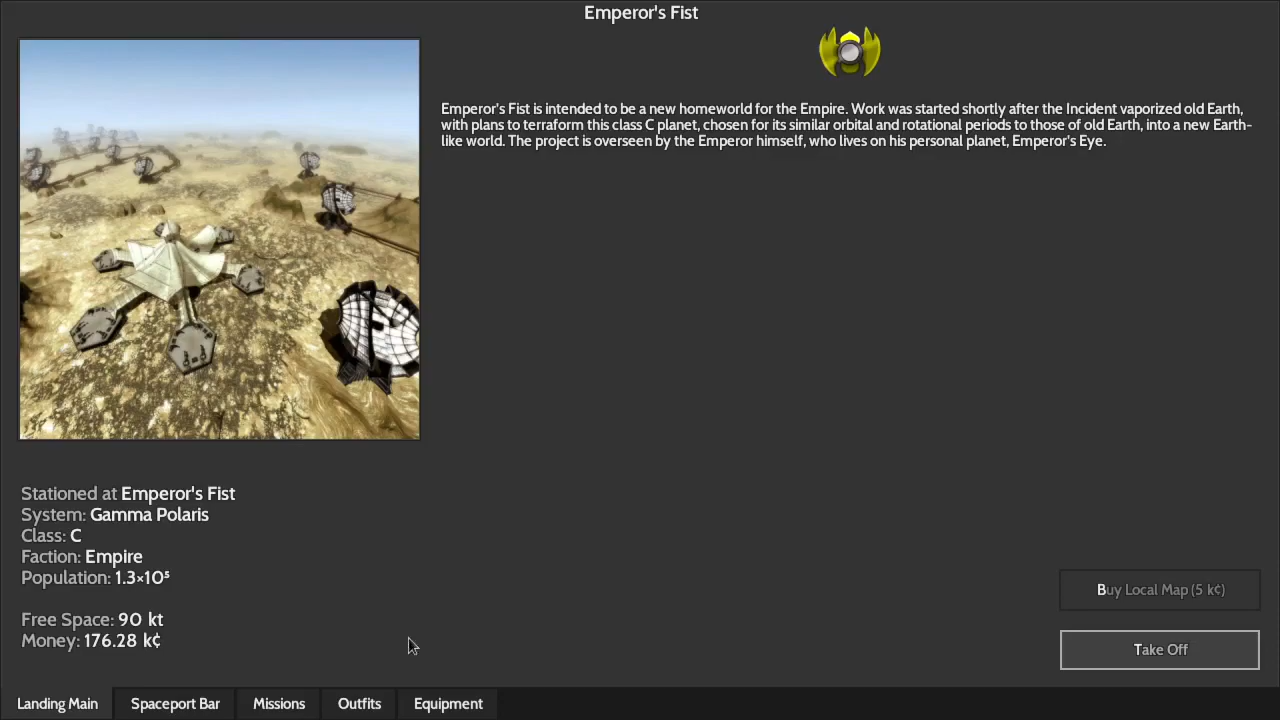 Emperor's Fist
Emperor's Fist is intended to be a new homeworld for the Empire. Work was started shortly after the Incident vaporized old Earth,
with plans to terraform this class C planet, chosen for its similar orbital and rotational periods to those of old Earth, into a new Earth-
like world. The project is overseen by the Emperor himself, who lives on his personal planet, Emperor's Eye.
Stationed at Emperor's Fist
System: Gamma Polaris
Class: C
Faction: Empire
Population: 1.3×10⁵
Free Space: 90 kt
Money: 176.28 k¢
Buy Local Map (5 k¢)
Take Off
Landing Main
Spaceport Bar
Missions
Outfits
Equipment